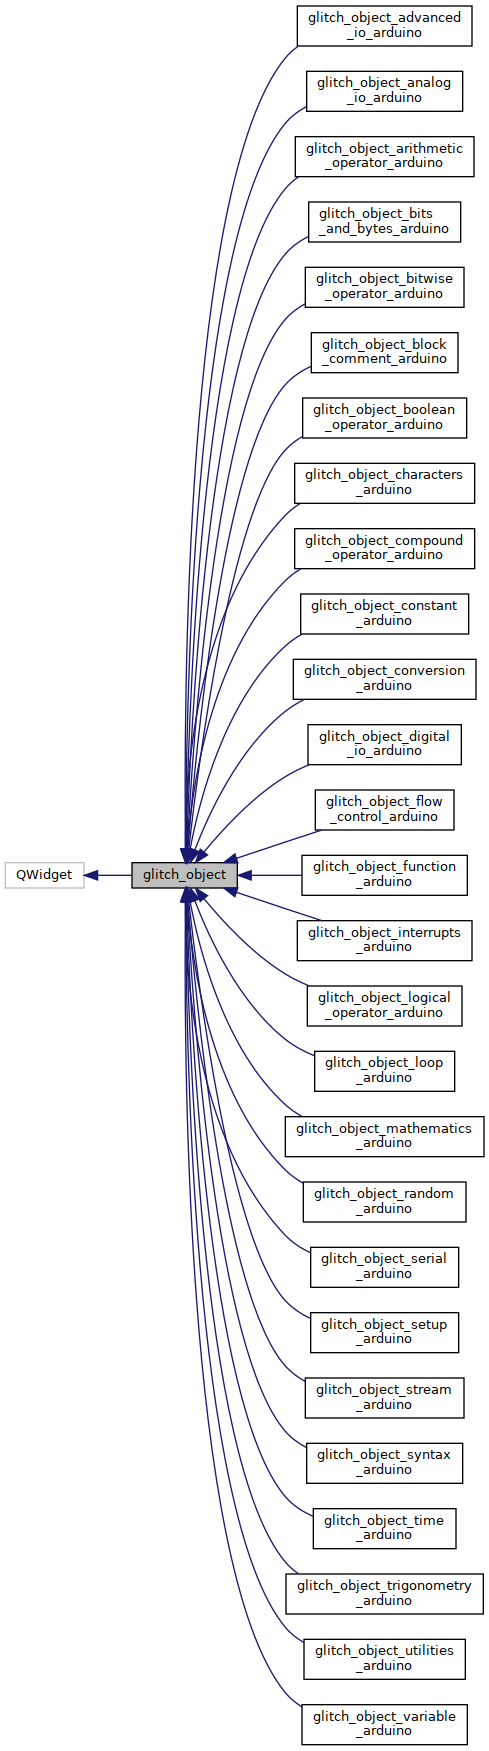 glitch_object_advanced
_io_arduino
glitch_object_analog
_io_arduino
glitch_object_arithmetic
_operator_arduino
glitch_object_bits
_and_bytes_arduino
glitch_object_bitwise
_operator_arduino
glitch_object_block
_comment_arduino
glitch_object_boolean
_operator_arduino
glitch_object_characters
_arduino
glitch_object_compound
_operator_arduino
glitch_object_constant
_arduino
glitch_object_conversion
_arduino
glitch_object_digital
_io_arduino
glitch_object_flow
_control_arduino
QWidget
glitch_object
glitch_object_function
_arduino
glitch_object_interrupts
_arduino
glitch_object_logical
_operator_arduino
glitch_object_loop
_arduino
glitch_object_mathematics
_arduino
glitch_object_random
_arduino
glitch_object_serial
_arduino
glitch_object_setup
_arduino
glitch_object_stream
_arduino
glitch_object_syntax
_arduino
glitch_object_time
_arduino
glitch_object_trigonometry
_arduino
glitch_object_utilities
_arduino
glitch_object_variable
_arduino